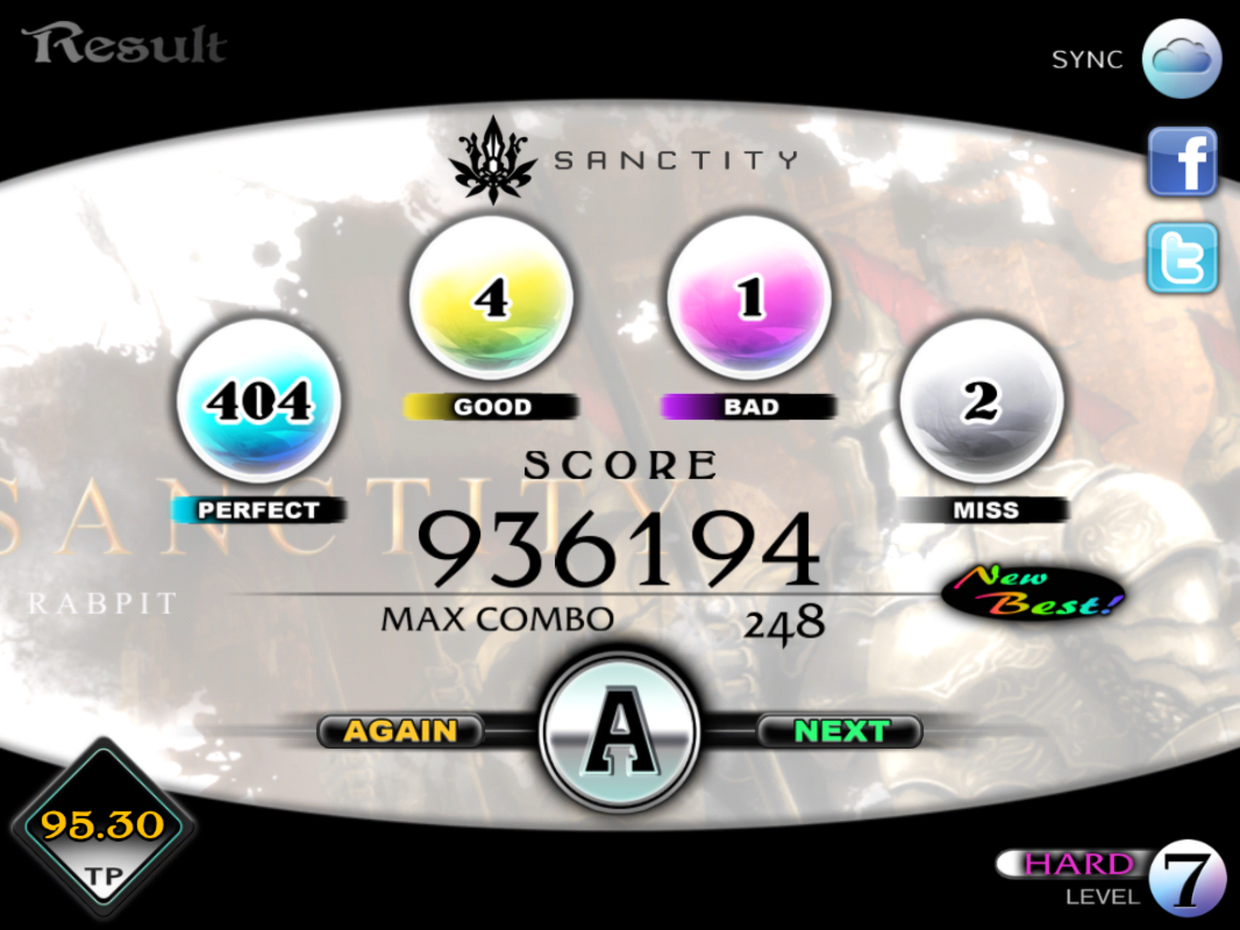 Result
SYNC
f
t
SANCTITY
4
GOOD
1
BAD
404
PERFECT
2
MISS
SCORE
936194
New Best!
MAX COMBO 248
SANCTITY
RABPIT
AGAIN
A
NEXT
95.30
TP
HARD
LEVEL
7